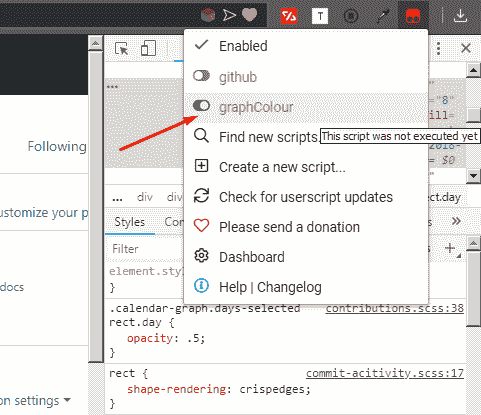 T
Enabled
github
graphColour
Find new scripts.
This script was not executed yet
Create a new script...
Check for userscript updates
Please send a donation
Dashboard
Help | Changelog
Following
ustomize your p
docs
on settings
...
"8"
ill=
2018-
= $0
... div div
ect.day
Styles
Filter
element.sty
}
.calendar-graph.days-selected
contributions.scss:38
rect.day {
opacity: .5;
}
rect {
commit-acitivity.scss:17
shape-rendering: crispedges;
}